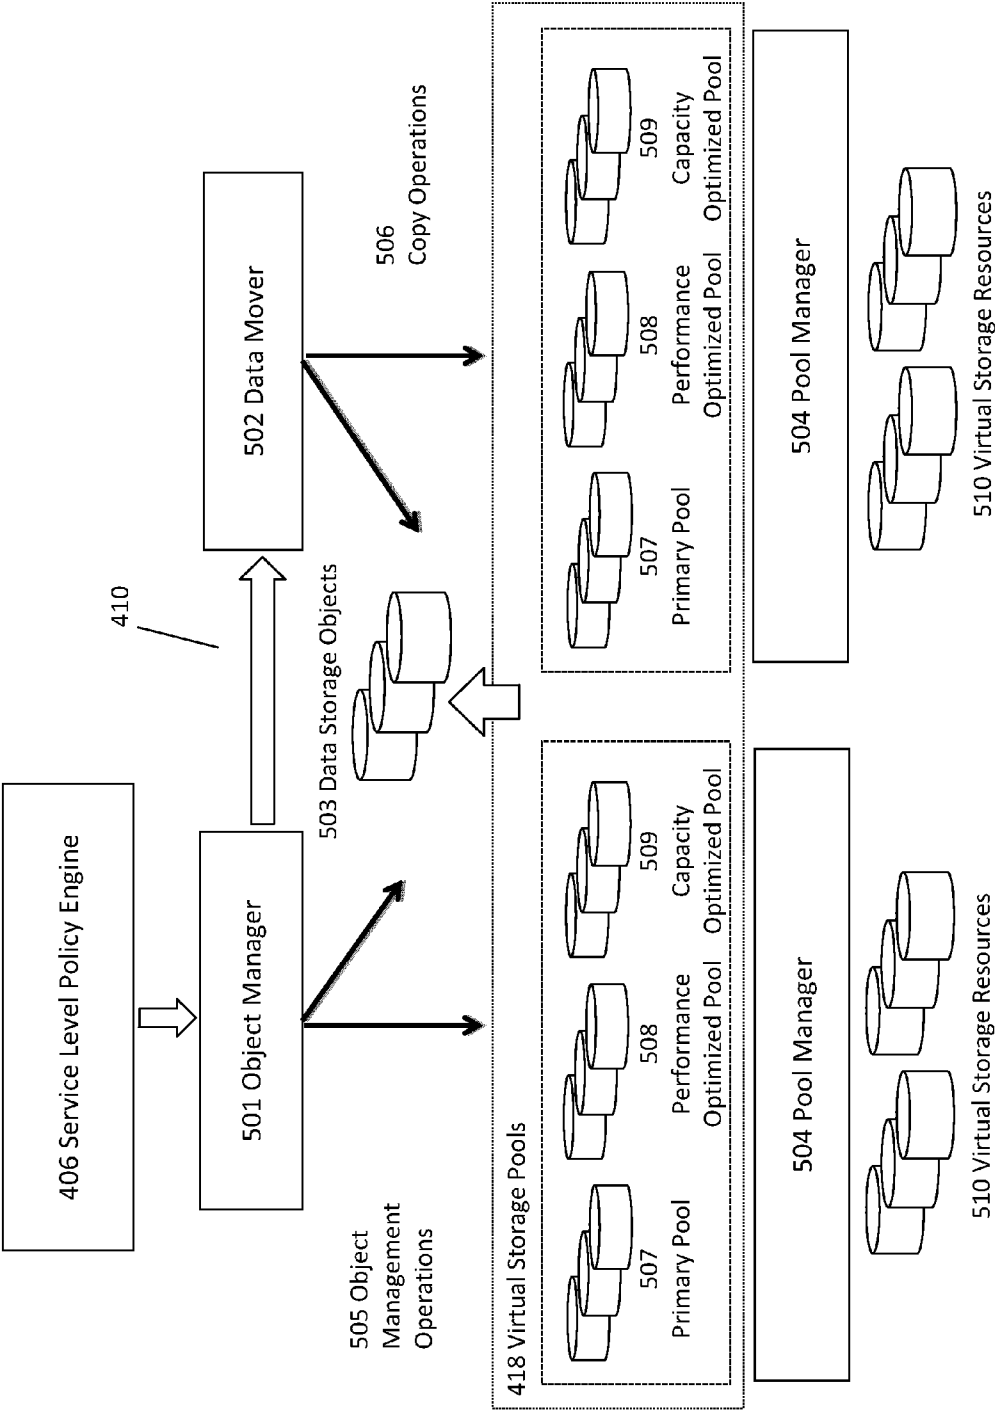 406 Service Level Policy Engine
410
501 Object Manager
502 Data Mover
503 Data Storage Objects
505 Object
Management
Operations
506
Copy Operations
418 Virtual Storage Pools
507
Primary Pool
508
Performance
Optimized Pool
509
Capacity
Optimized Pool
507
Primary Pool
508
Performance
Optimized Pool
509
Capacity
Optimized Pool
504 Pool Manager
504 Pool Manager
510 Virtual Storage Resources
510 Virtual Storage Resources